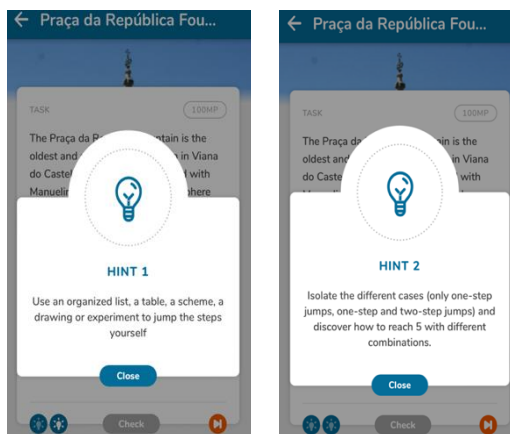 Praça da República Fou...
TASK
100MP
The Praça da R ntain is the
oldest and in Viana
do Castel with
Manuelin here
HINT 1
Use an organized list, a table, a scheme, a
drawing or experiment to jump the steps
yourself
Close
Check
Praça da República Fou...
TASK
100MP
The Praça da ain is the
oldest and in Viana
do Caste with
HINT 2
Isolate the different cases (only one-step
jumps, one-step and two-step jumps) and
discover how to reach 5 with different
combinations.
Close
Check